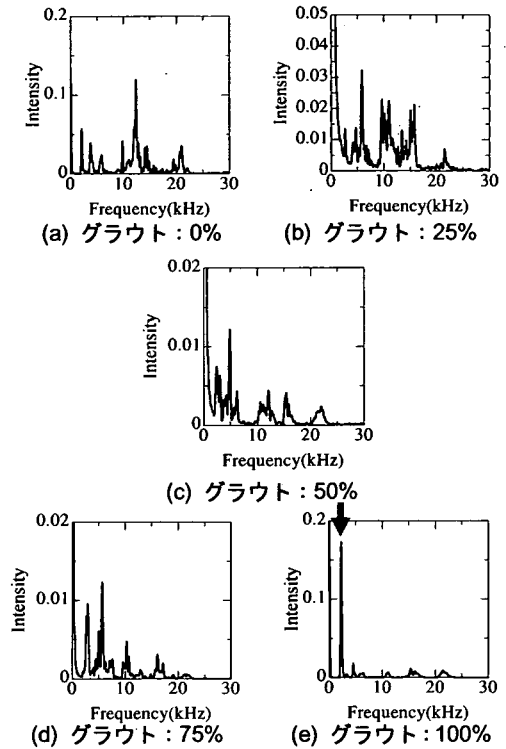 0.2
0.1
0
Intensity
0 10 20 30
Frequency(kHz)
(a) グラウト：0%
0.05
0.04
0.03
0.02
0.01
0
Intensity
0 10 20 30
Frequency(kHz)
(b) グラウト：25%
0.02
0.01
0
Intensity
0 10 20 30
Frequency(kHz)
(c) グラウト：50%
0.02
0.01
0
Intensity
0 10 20 30
Frequency(kHz)
(d) グラウト：75%
0.2
0.1
0
Intensity
0 10 20 30
Frequency(kHz)
(e) グラウト：100%